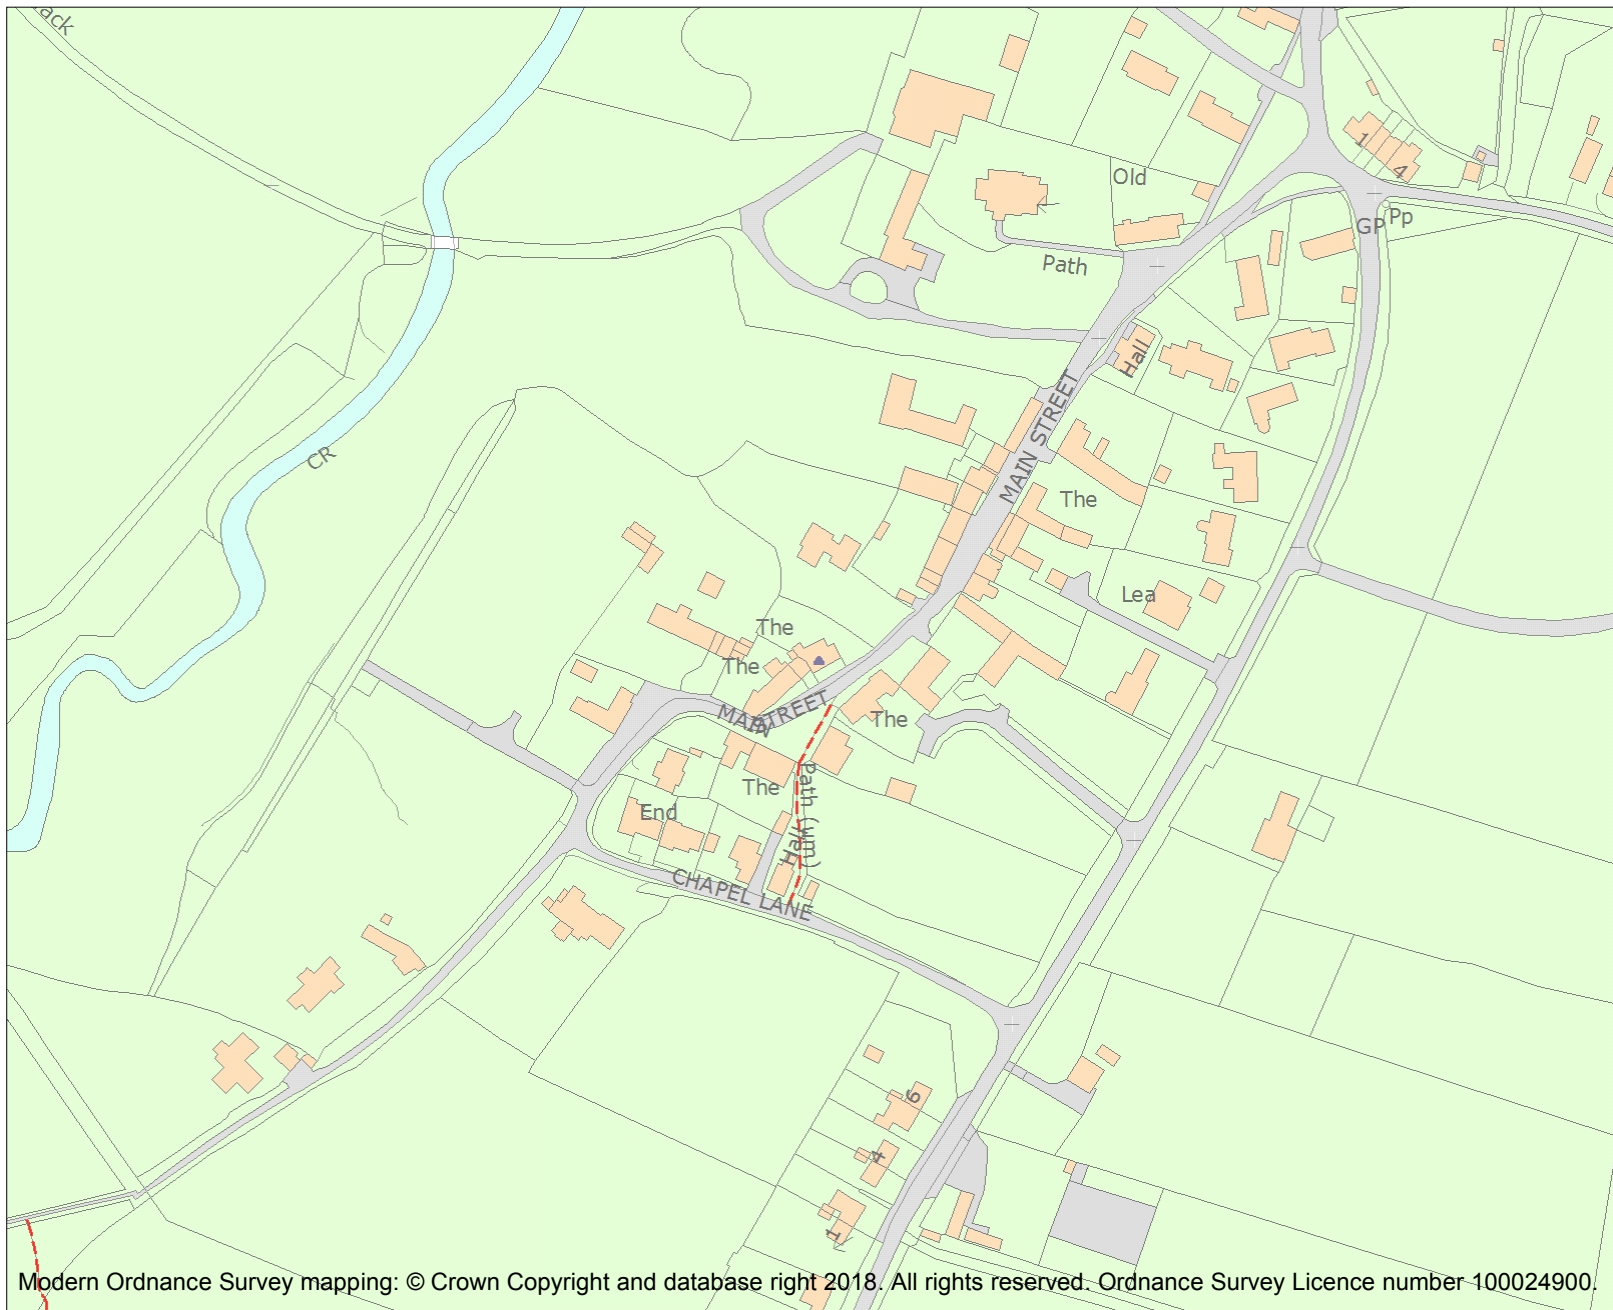 Old
Path
GP
Pp
Hall
MAIN STREET
CR
The
Lea
The
The
MAIN
STREET
The
The
Path (um)
End
Hall
CHAPEL LANE
1
4
6
4
1
Modern Ordnance Survey mapping: © Crown Copyright and database right 2018. All rights reserved. Ordnance Survey Licence number 100024900.